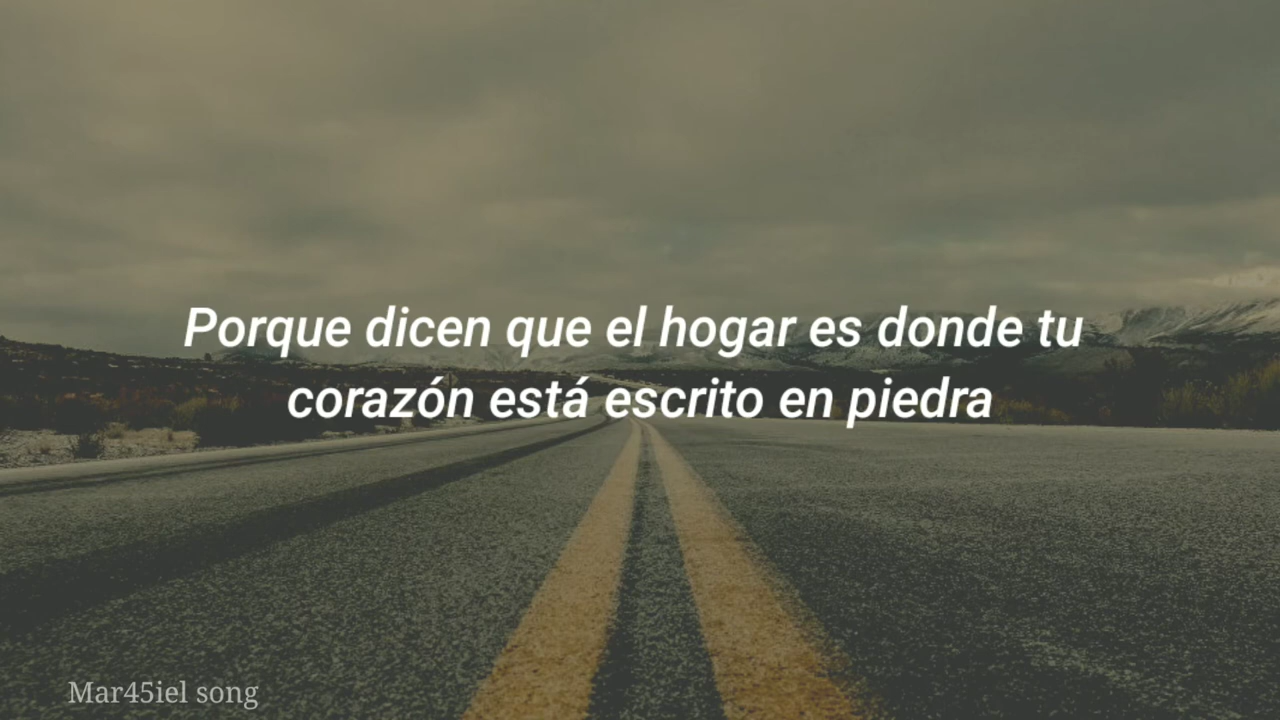 Porque dicen que el hogar es donde tu
corazón está escrito en piedra
Mar45iel song